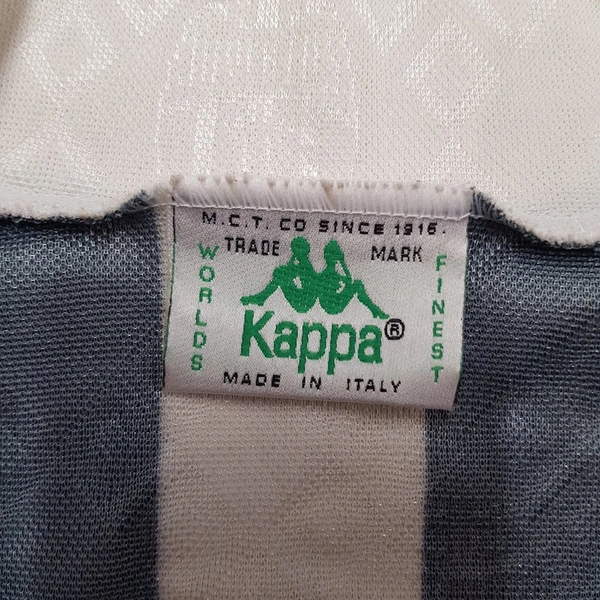 M.C.T. CO SINCE 1916.
TRADE MARK
WORLDS
FINEST
Kappa®
MADE IN ITALY